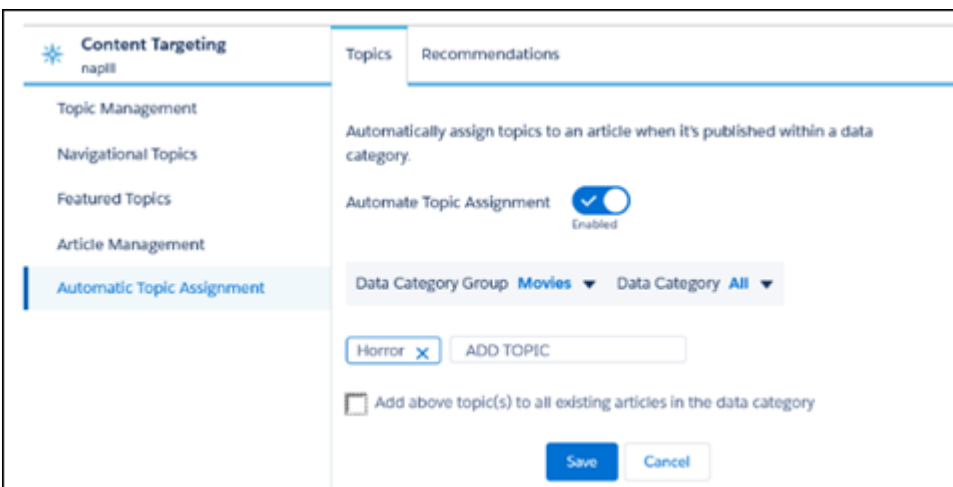 Content Targeting
napIII
Topics Recommendations
Topic Management
Navigational Topics
Featured Topics
Article Management
Automatic Topic Assignment
Automatically assign topics to an article when it's published within a data
category.
Automate Topic Assignment
Enabled
Data Category Group Movies Data Category All
Horror ADD TOPIC
Add above topic(s) to all existing articles in the data category
Save Cancel